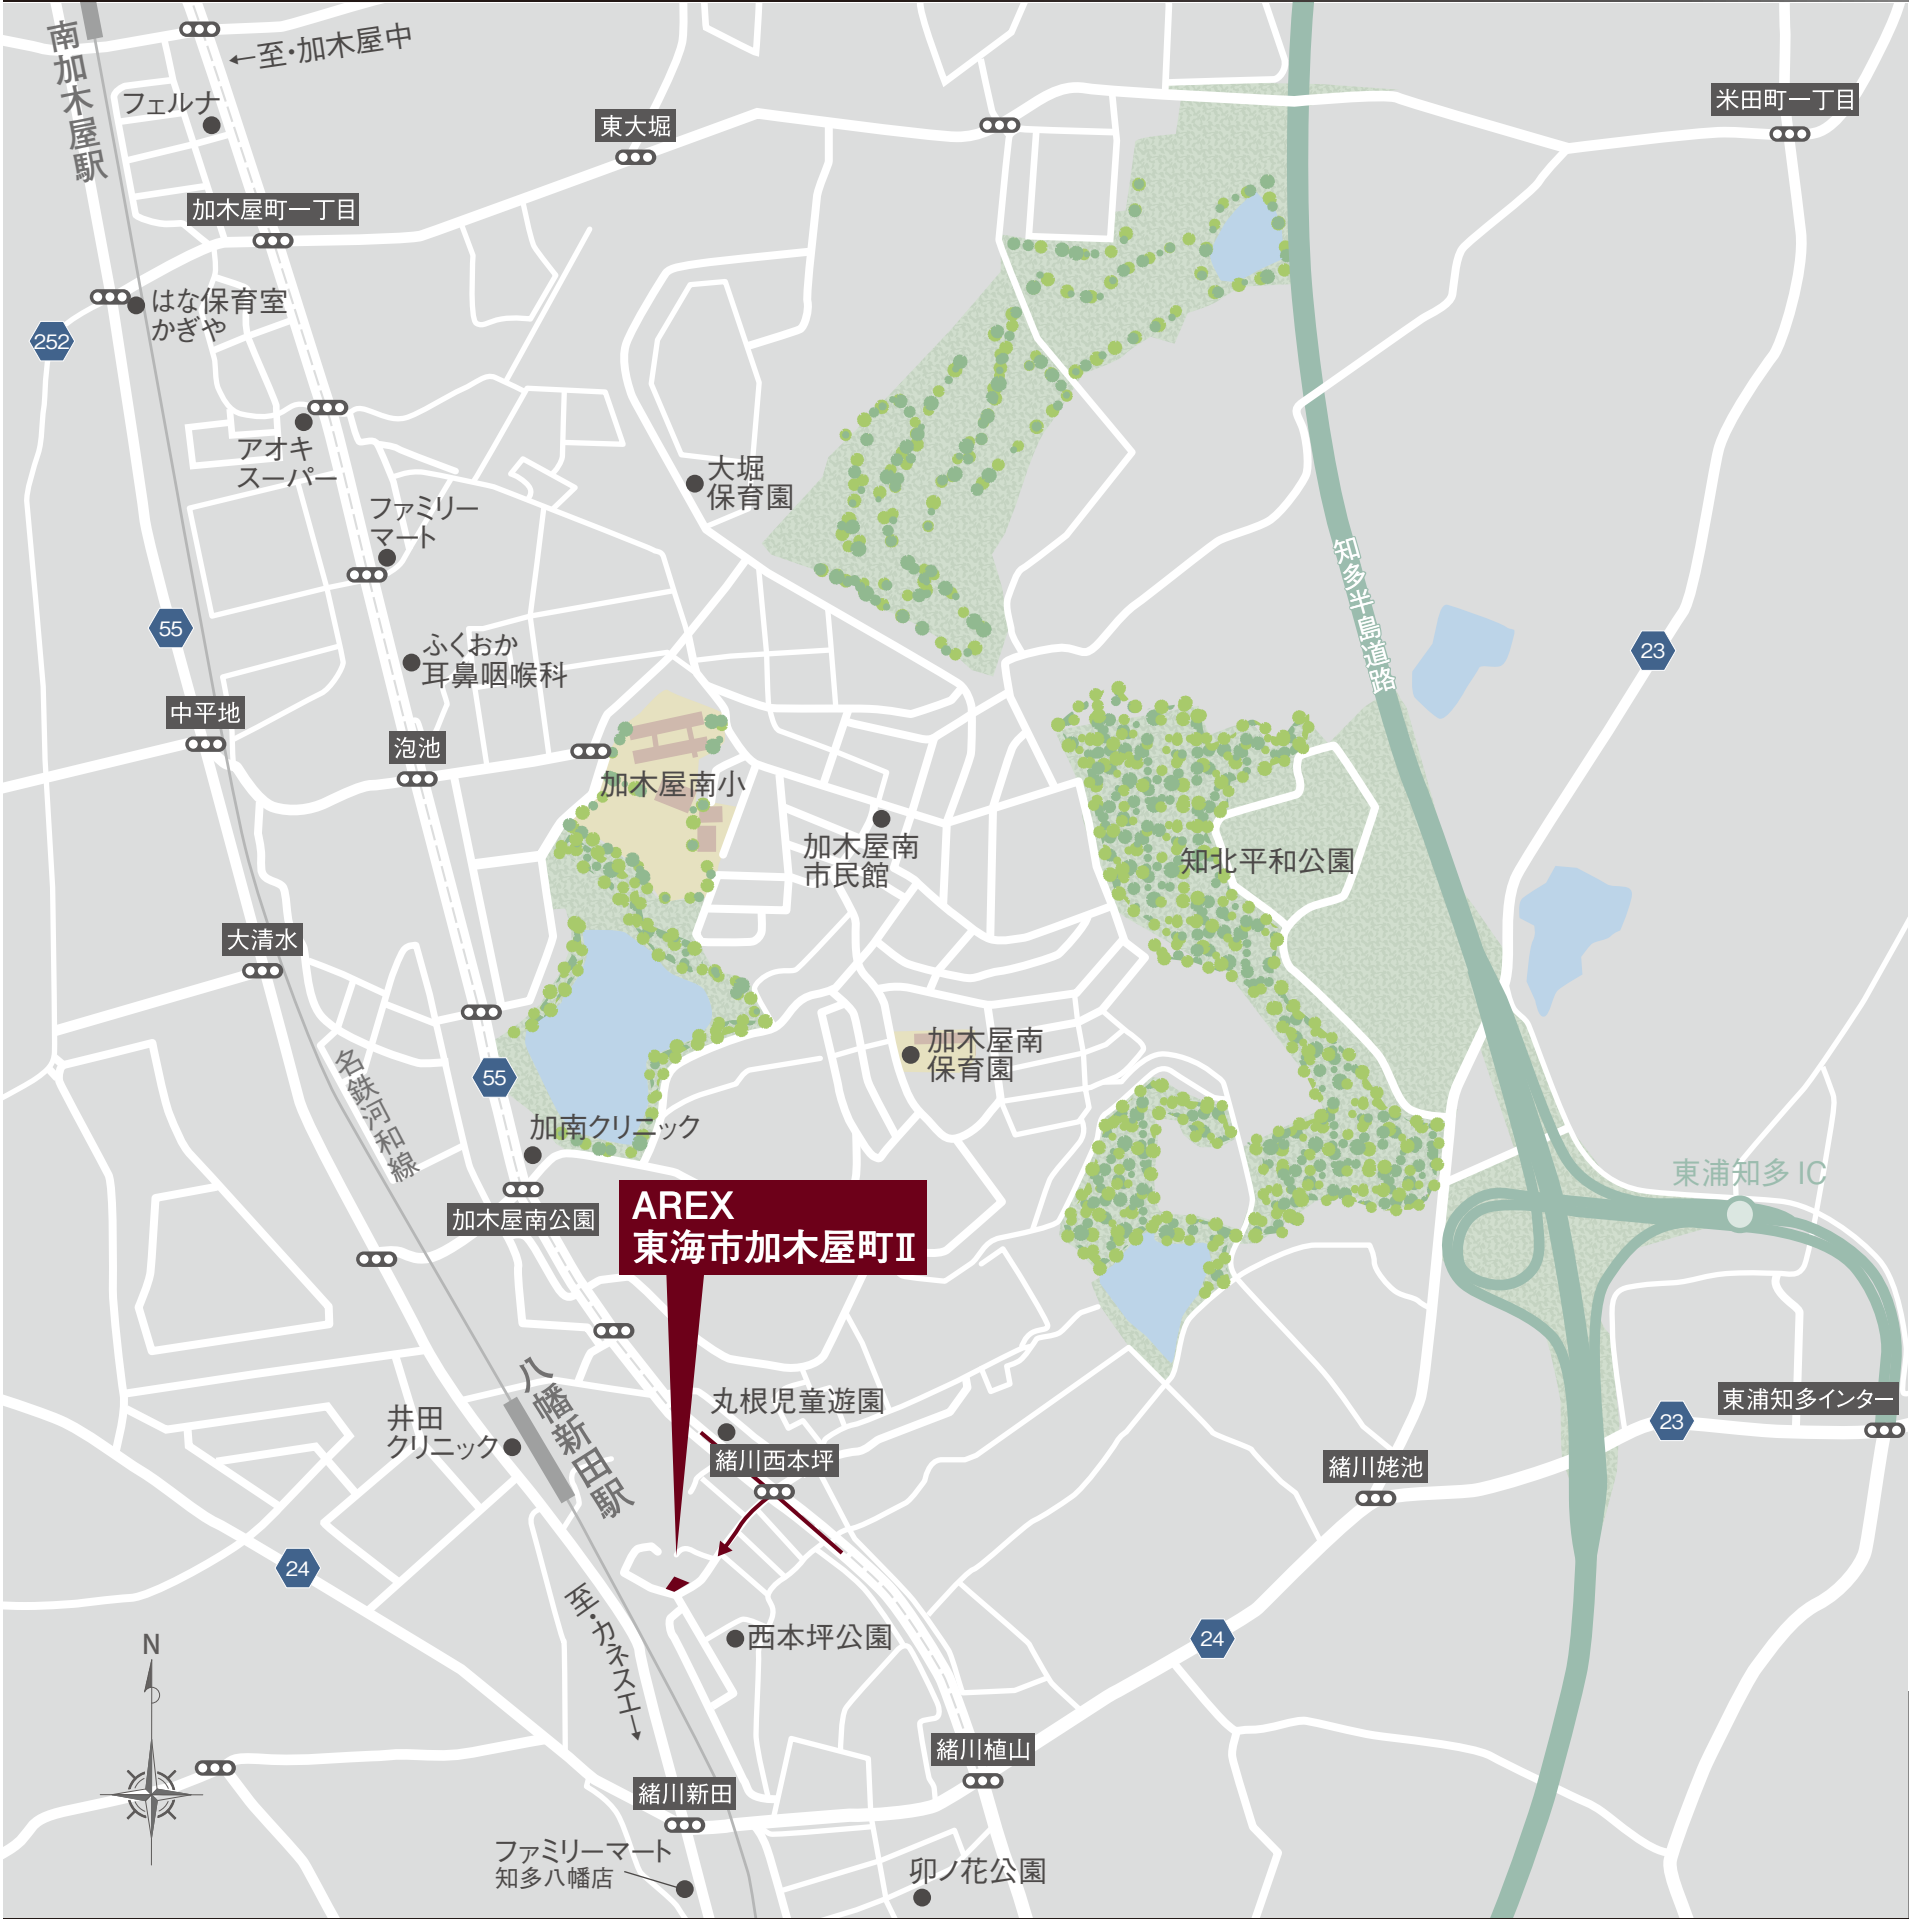 南加木屋駅
←至・加木屋中
フェルナ
東大堀
米田町一丁目
加木屋町一丁目
はな保育室
かぎや
252
アオキ
スーパー
大堀
保育園
ファミリー
マート
知多半島道路
55
ふくおか
耳鼻咽喉科
23
中平地
泡池
加木屋南小
加木屋南
市民館
知北平和公園
大清水
名鉄河和線
55
加木屋南
保育園
加南クリニック
東浦知多IC
加木屋南公園
AREX
東海市加木屋町Ⅱ
八幡新田駅
丸根児童遊園
井田
クリニック
緒川西本坪
東浦知多インター
23
緒川姥池
24
至・カネスエ→
西本坪公園
24
N
緒川植山
緒川新田
ファミリーマート
知多八幡店
卯ノ花公園